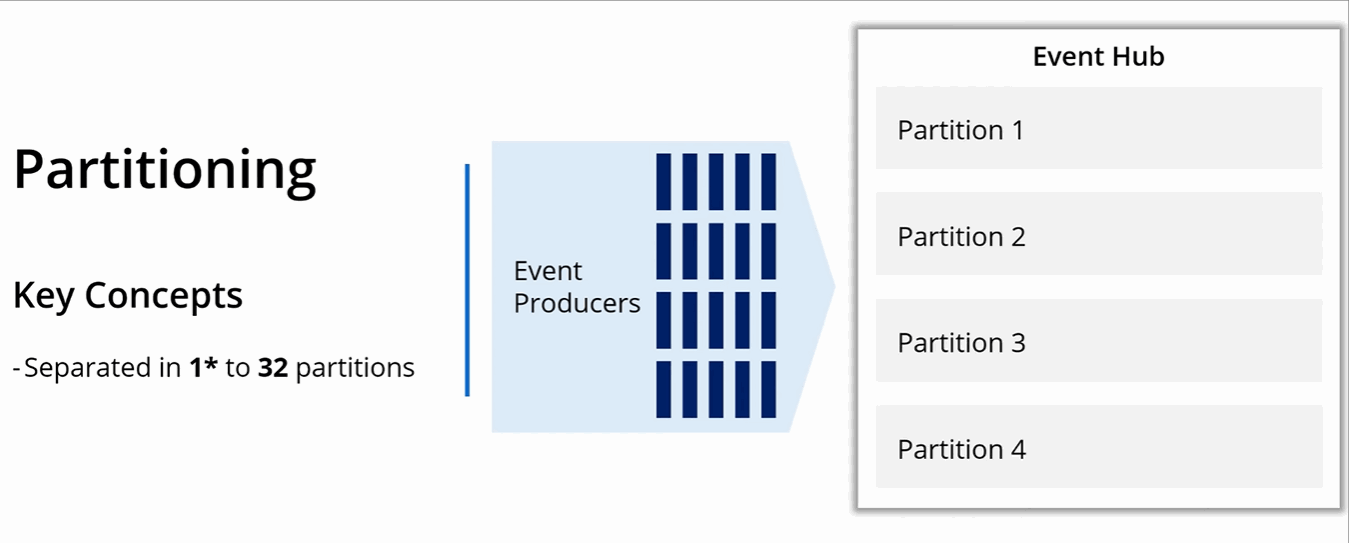 Partitioning
Key Concepts
- Separated in 1* to 32 partitions
Event
Producers
Event Hub
Partition 1
Partition 2
Partition 3
Partition 4